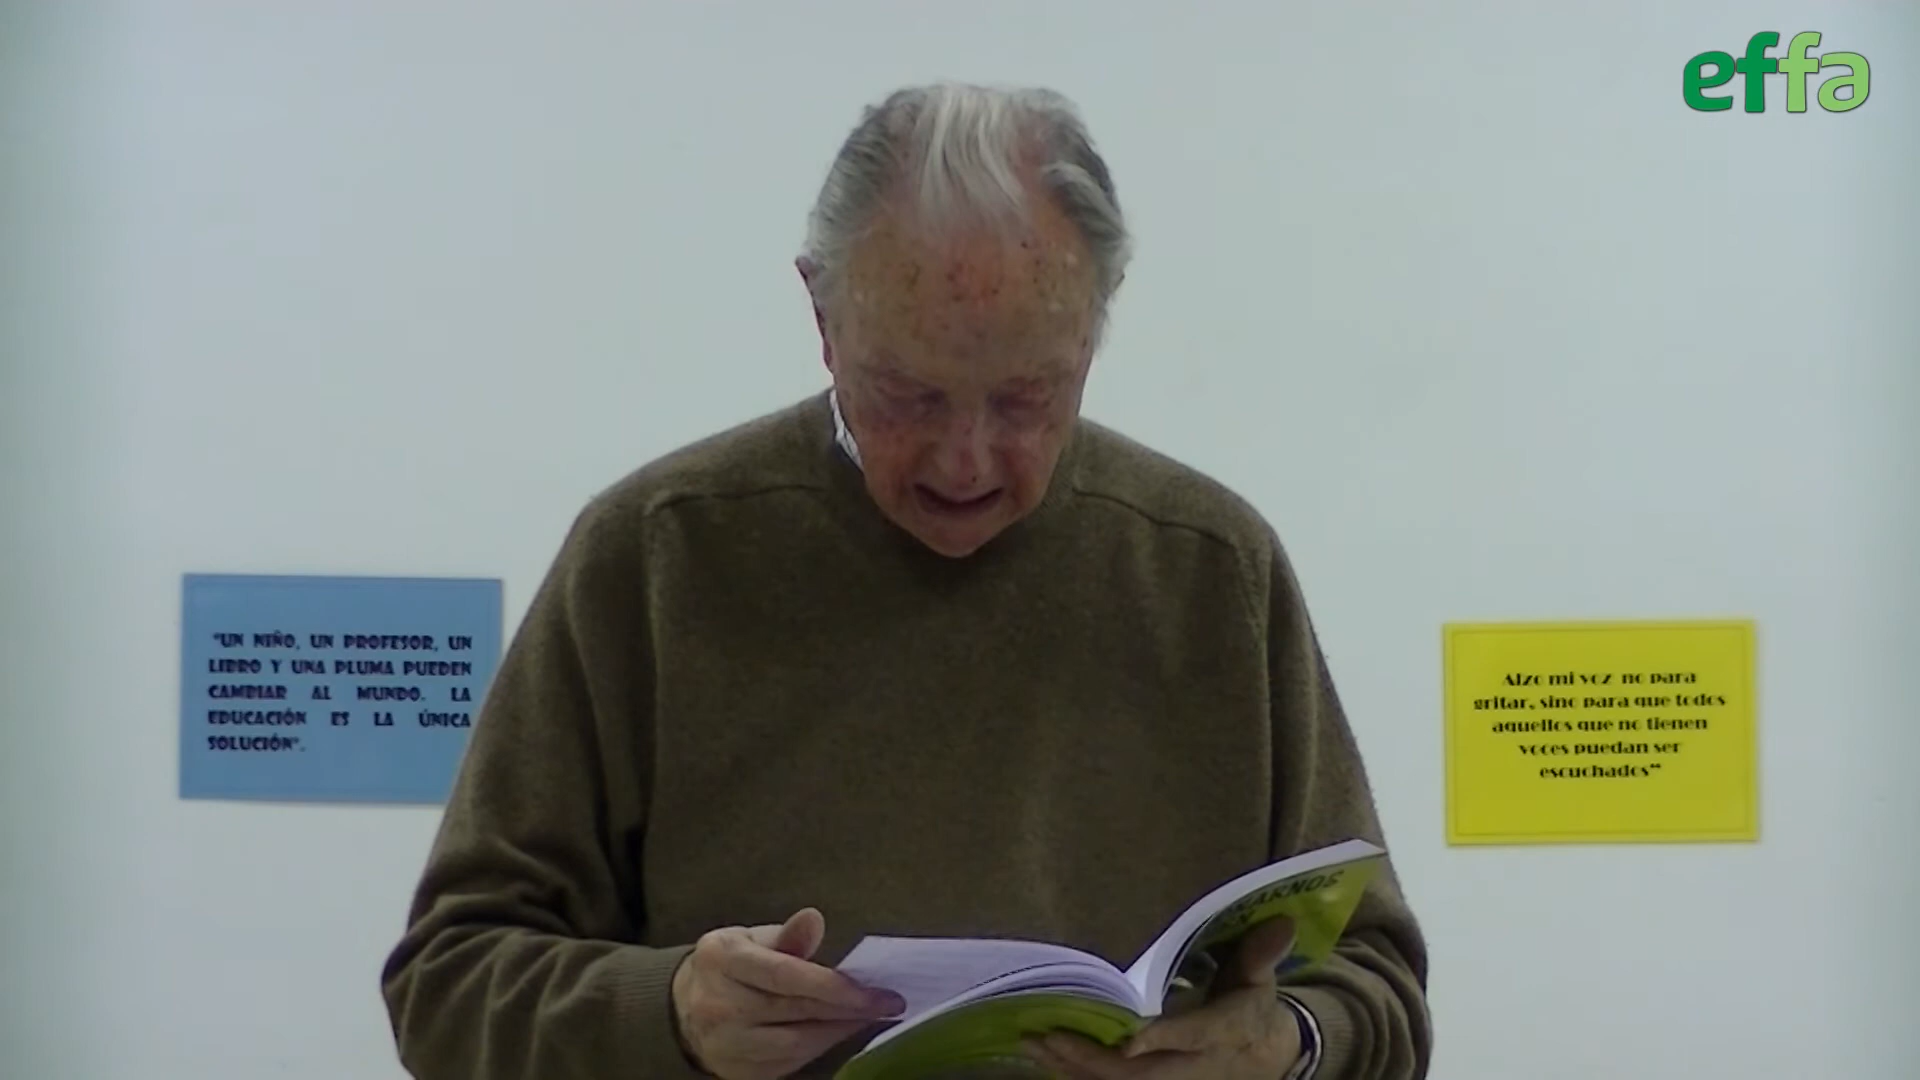 effa
"UN NIÑO, UN PROFESOR, UN
LIBRO Y UNA PLUMA PUEDEN
CAMBIAR AL MUNDO. LA
EDUCACIÓN ES LA ÚNICA
SOLUCIÓN".
Alzo mi voz no para
gritar, sino para que todos
aquellos que no tienen
voces puedan ser
escuchados"